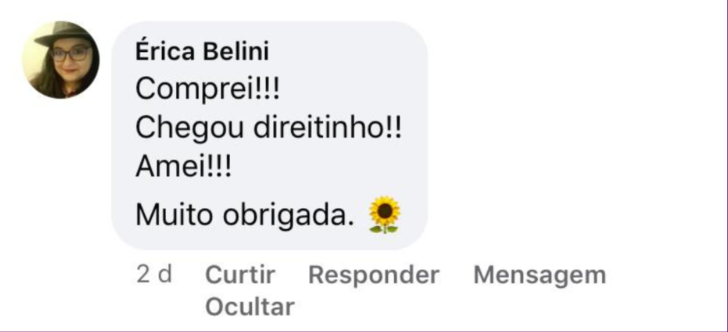 Érica Belini
Comprei!!!
Chegou direitinho!!
Amei!!!
Muito obrigada. 🌻
2 d Curtir Responder Mensagem
Ocultar